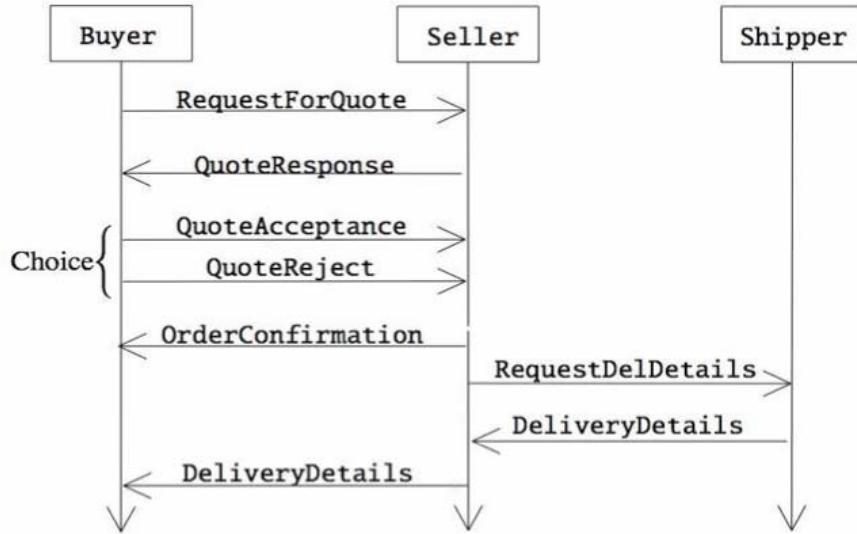 Buyer
Seller
Shipper
RequestForQuote
QuoteResponse
QuoteAcceptance
Choice
QuoteReject
OrderConfirmation
RequestDelDetails
DeliveryDetails
DeliveryDetails